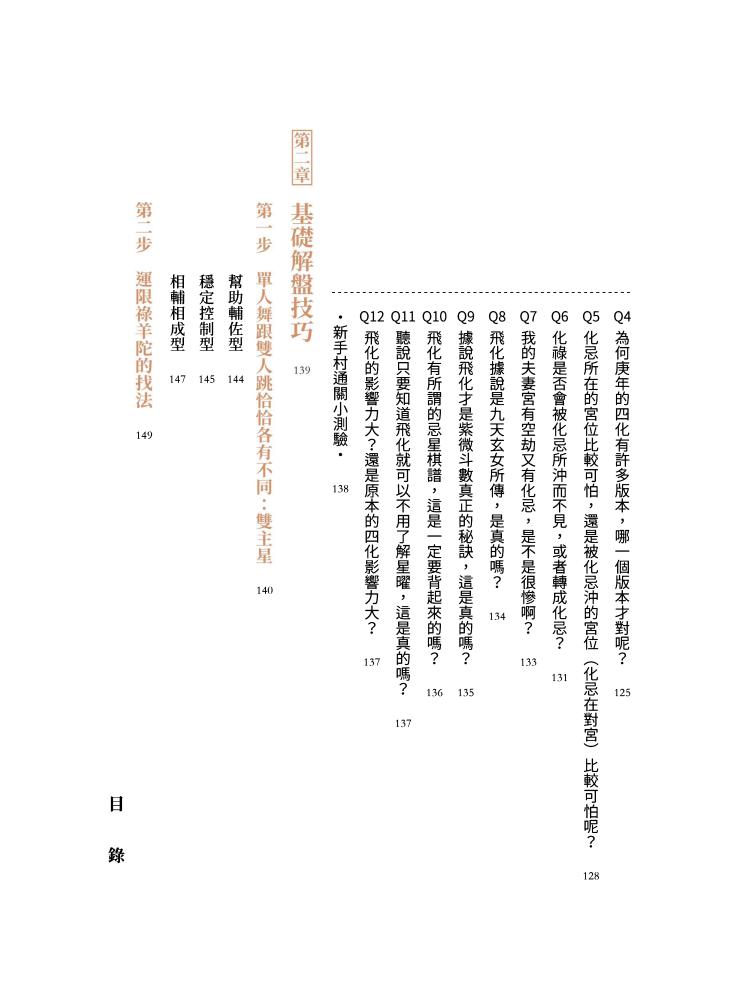 Q4 為何庚年的四化有許多版本，哪一個版本才對呢？ 125
Q5 化忌所在的宮位比較可怕，還是被化忌沖的宮位（化忌在對宮）比較可怕呢？ 128
Q6 化祿是否會被化忌所沖而不見，或者轉成化忌？ 131
Q7 我的夫妻宮有空劫又有化忌，是不是很慘啊？ 133
Q8 飛化據說是九天玄女所傳，是真的嗎？ 134
Q9 據說飛化才是紫微斗數真正的秘訣，這是真的嗎？ 135
Q10 飛化有所謂的忌星棋譜，這是一定要背起來的嗎？ 136
Q11 聽說只要知道飛化就可以不用了解星曜，這是真的嗎？ 137
Q12 飛化的影響力大？還是原本的四化影響力大？ 137
・新手村通關小測驗・ 138
第二章 基礎解盤技巧 139
第一步 單人舞跟雙人跳恰恰各有不同：雙主星 140
幫助輔佐型 144
穩定控制型 145
相輔相成型 147
第二步 運限祿羊陀的找法 149
目錄